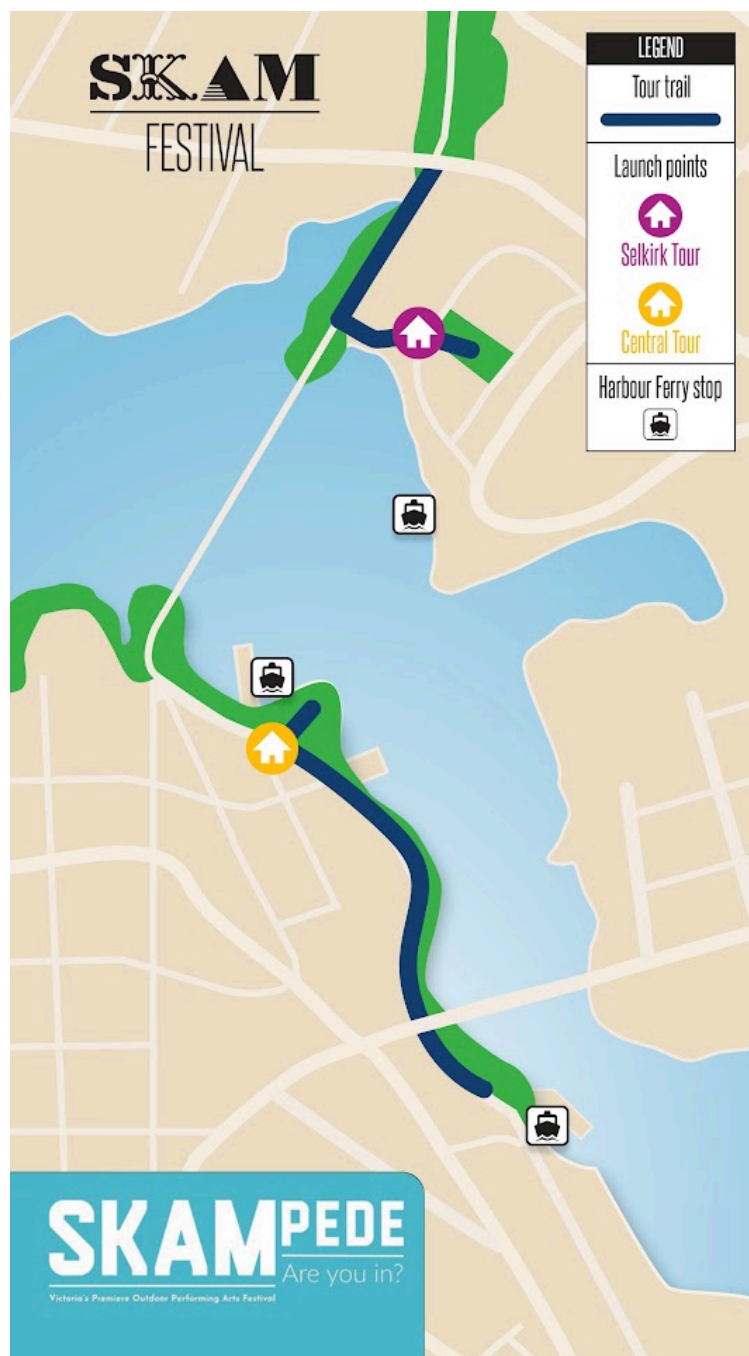 SKAM
FESTIVAL
LEGEND
Tour trail
Launch points
Selkirk Tour
Central Tour
Harbour Ferry stop
SKAMPEDE
Are you in?
Victoria's Premiere Outdoor Performing Arts Festival